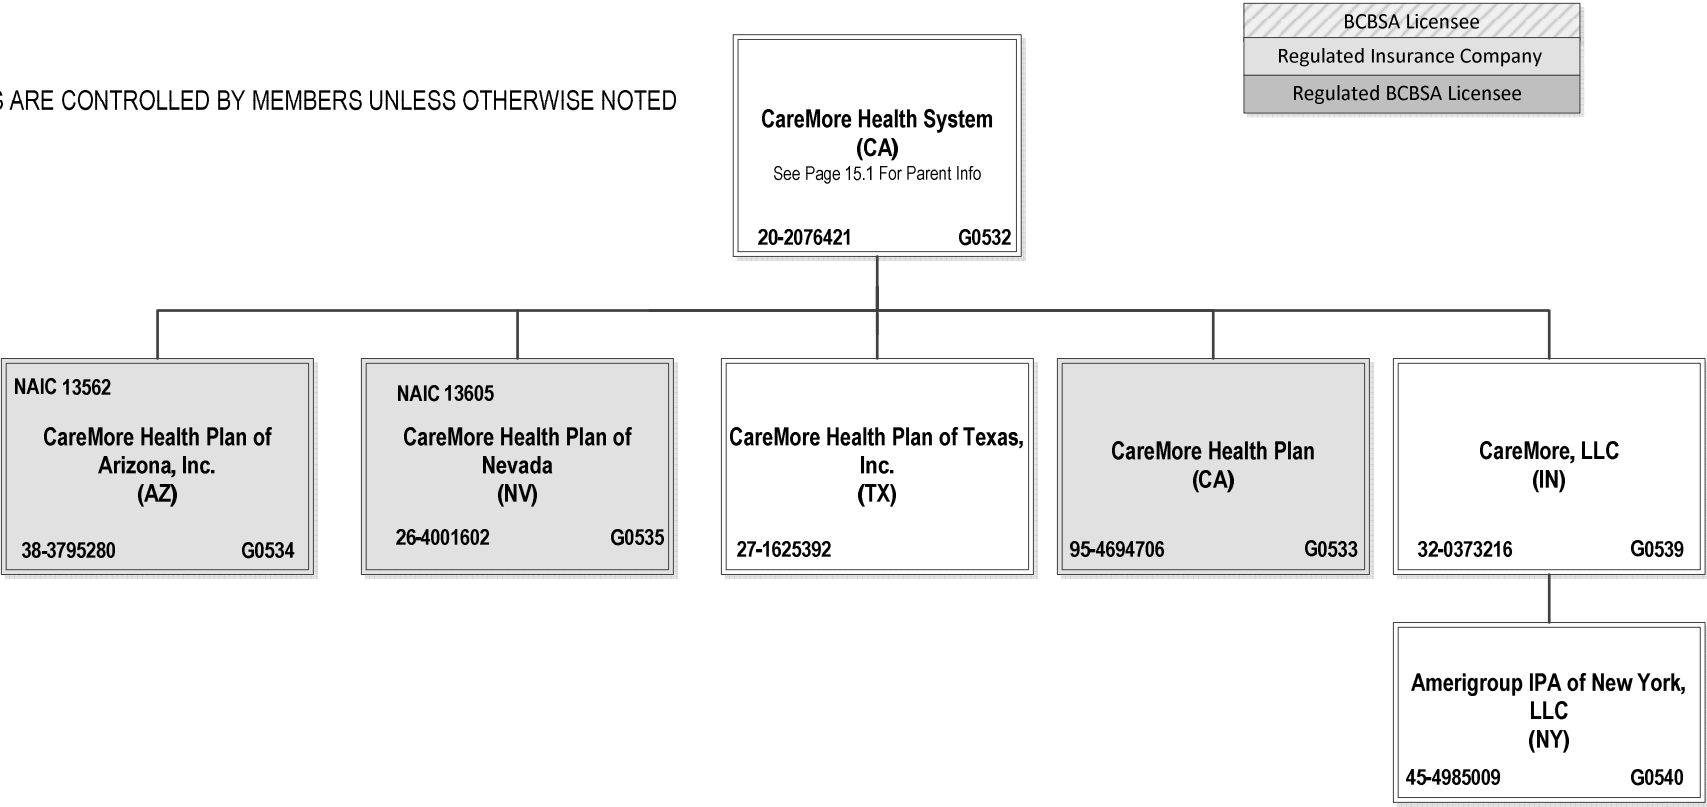 BCBSA Licensee
Regulated Insurance Company
Regulated BCBSA Licensee
ARE CONTROLLED BY MEMBERS UNLESS OTHERWISE NOTED
CareMore Health System
(CA)
See Page 15.1 For Parent Info
20-2076421 G0532
NAIC 13562
CareMore Health Plan of
Arizona, Inc.
(AZ)
38-3795280 G0534
NAIC 13605
CareMore Health Plan of
Nevada
(NV)
26-4001602 G0535
CareMore Health Plan of Texas,
Inc.
(TX)
27-1625392
CareMore Health Plan
(CA)
95-4694706 G0533
CareMore, LLC
(IN)
32-0373216 G0539
Amerigroup IPA of New York,
LLC
(NY)
45-4985009 G0540